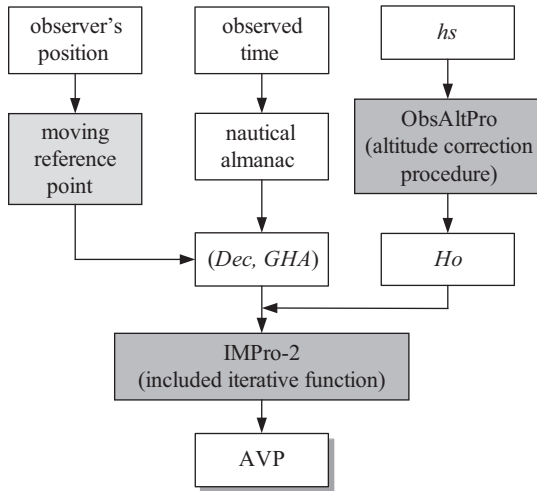 observer's
position
observed
time
hs
moving
reference
point
nautical
almanac
ObsAltPro
(altitude correction
procedure)
(Dec, GHA)
Ho
IMPro-2
(included iterative function)
AVP